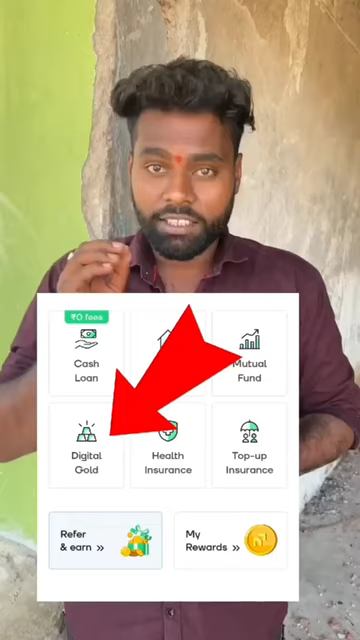 ₹0 fees
Cash
Loan
Mutual
Fund
Digital
Gold
Health
Insurance
Top-up
Insurance
Refer
& earn »
My
Rewards »